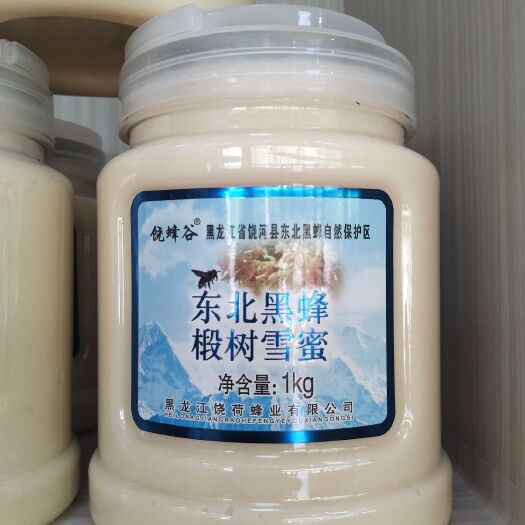 饶蜂谷® 黑龙江省饶河县东北黑蜂自然保护区
东北黑蜂
椴树雪蜜
净含量:1kg
黑龙江饶荷蜂业有限公司
HEILONGJIANGRAOHEFENGYEYOUXIANGONGSI